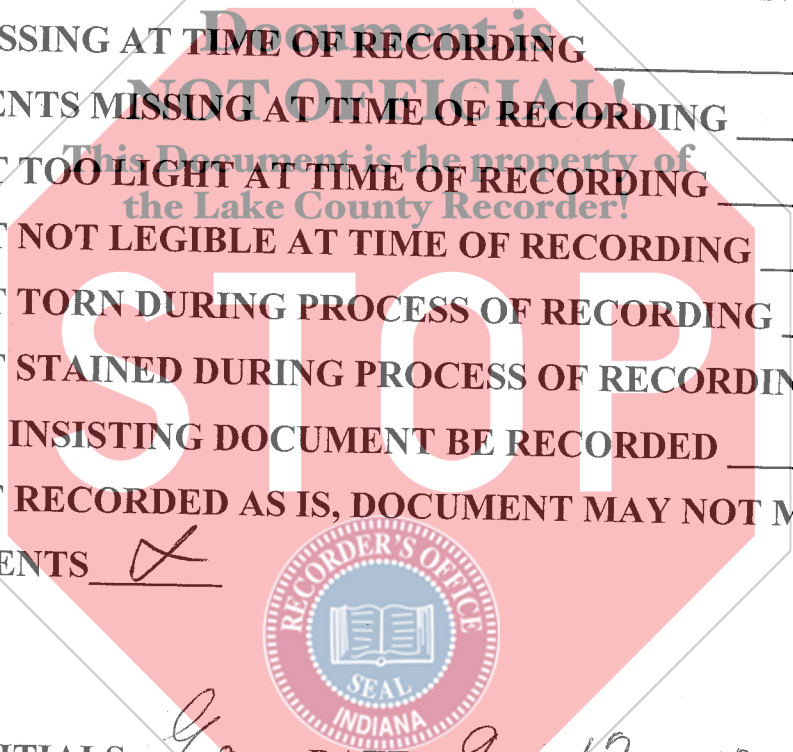 Document is
SSING AT TIME OF RECORDING
NOT OFFICIAL!
ENTS MISSING AT TIME OF RECORDING
This Document is the property of
T TOO LIGHT AT TIME OF RECORDING
the Lake County Recorder!
T NOT LEGIBLE AT TIME OF RECORDING
T TORN DURING PROCESS OF RECORDING
STOP
T STAINED DURING PROCESS OF RECORDIN
INSISTING DOCUMENT BE RECORDED
T RECORDED AS IS, DOCUMENT MAY NOT M
ENTS
RECORDER'S OFFICE
SEAL
INDIANA